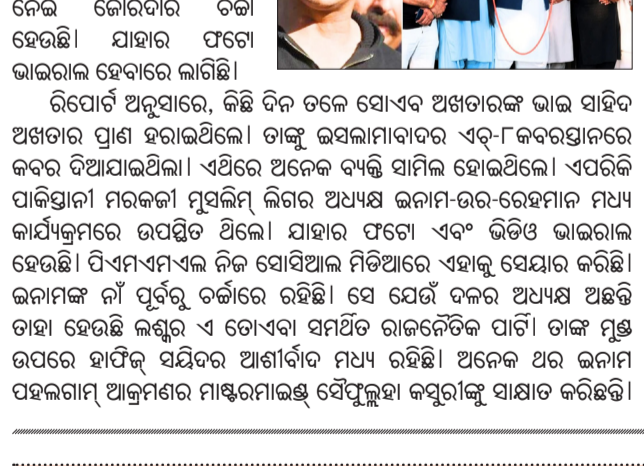 ନେଇ ଜୋରଦାର ଚର୍ଚ୍ଚା
ହେଉଛି। ଯାହାର ଫଟୋ
ଭାଇରାଲ ହେବାରେ ଲାଗିଛି।
ରିପୋର୍ଟ ଅନୁସାରେ, କିଛି ଦିନ ତଳେ ସୋଏବ ଅଖତାରଙ୍କ ଭାଇ ସାହିଦ
ଅଖତାର ପ୍ରାଣ ହରାଇଥିଲେ। ତାଙ୍କୁ ଇସଲାମାବାଦର ଏଚ୍-୮କବରସ୍ତାନରେ
କବର ଦିଆଯାଇଥିଲା। ଏଥିରେ ଅନେକ ବ୍ୟକ୍ତି ସାମିଲ ହୋଇଥିଲେ। ଏପରିକି
ପାକିସ୍ତାନୀ ମରକଜୀ ମୁସଲିମ୍ ଲିଗର ଅଧ୍ୟକ୍ଷ ଇନାମ-ଉର-ରେହମାନ ମଧ୍ୟ
କାର୍ଯ୍ୟକ୍ରମରେ ଉପସ୍ଥିତ ଥିଲେ। ଯାହାର ଫଟୋ ଏବଂ ଭିଡିଓ ଭାଇରାଲ
ହେଉଛି। ପିଏମଏମଏଲ ନିଜ ସୋସିଆଲ ମିଡିଆରେ ଏହାକୁ ସେୟାର କରିଛି।
ଇନାମଙ୍କ ନାଁ ପୂର୍ବରୁ ଚର୍ଚ୍ଚାରେ ରହିଛି। ସେ ଯେଉଁ ଦଳର ଅଧ୍ୟକ୍ଷ ଅଛନ୍ତି
ତାହା ହେଉଛି ଲଶ୍କର ଏ ତୋଏବା ସମର୍ଥିତ ରାଜନୈତିକ ପାର୍ଟି। ତାଙ୍କ ମୁଣ୍ଡ
ଉପରେ ହାଫିଜ୍ ସୟିଦର ଆଶୀର୍ବାଦ ମଧ୍ୟ ରହିଛି। ଅନେକ ଥର ଇନାମ
ପହଲଗାମ୍ ଆକ୍ରମଣର ମାଷ୍ଟରମାଇଣ୍ଡ୍ ସୈଫୁଲ୍ଲହା କସୁରୀଙ୍କୁ ସାକ୍ଷାତ କରିଛନ୍ତି।